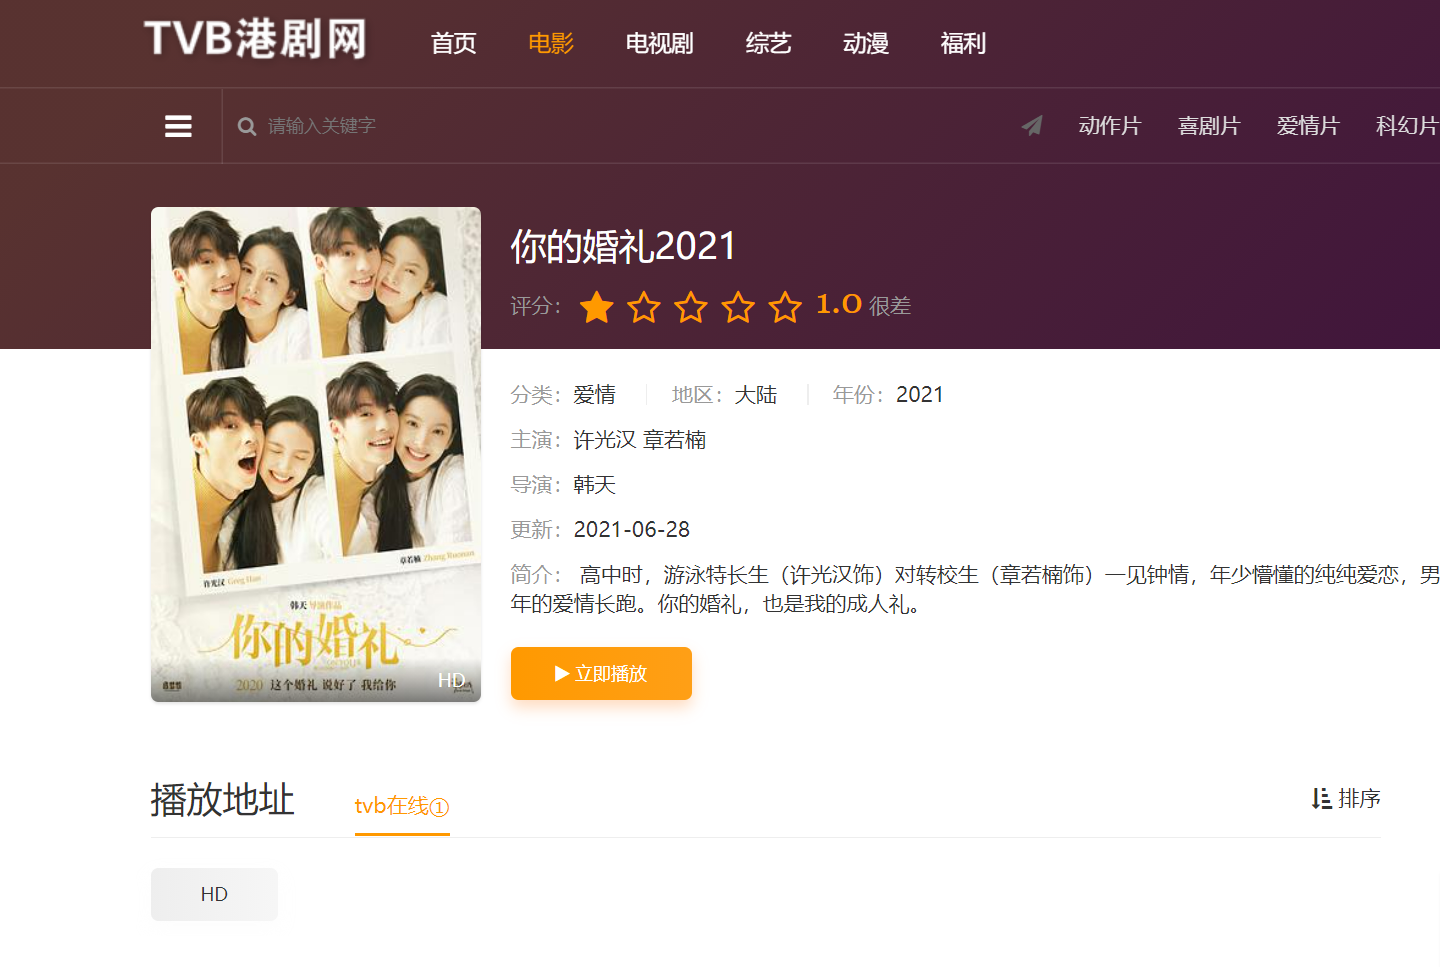 TVB港剧网
首页 电影 电视剧 综艺 动漫 福利
请输入关键字 动作片 喜剧片 爱情片 科幻片
你的婚礼2021
评分： 1.0 很差
分类：爱情 地区：大陆 年份：2021
主演：许光汉 章若楠
导演：韩天
更新：2021-06-28
简介： 高中时，游泳特长生（许光汉饰）对转校生（章若楠饰）一见钟情，年少懵懂的纯纯爱恋，男
年的爱情长跑。你的婚礼，也是我的成人礼。
立即播放
章若楠 Zhang Ruonan
许光汉 Greg Han
韩天 导演作品
你的婚礼
2020 这个婚礼 说好了 我给你
HD
播放地址 tvb在线① 排序
HD